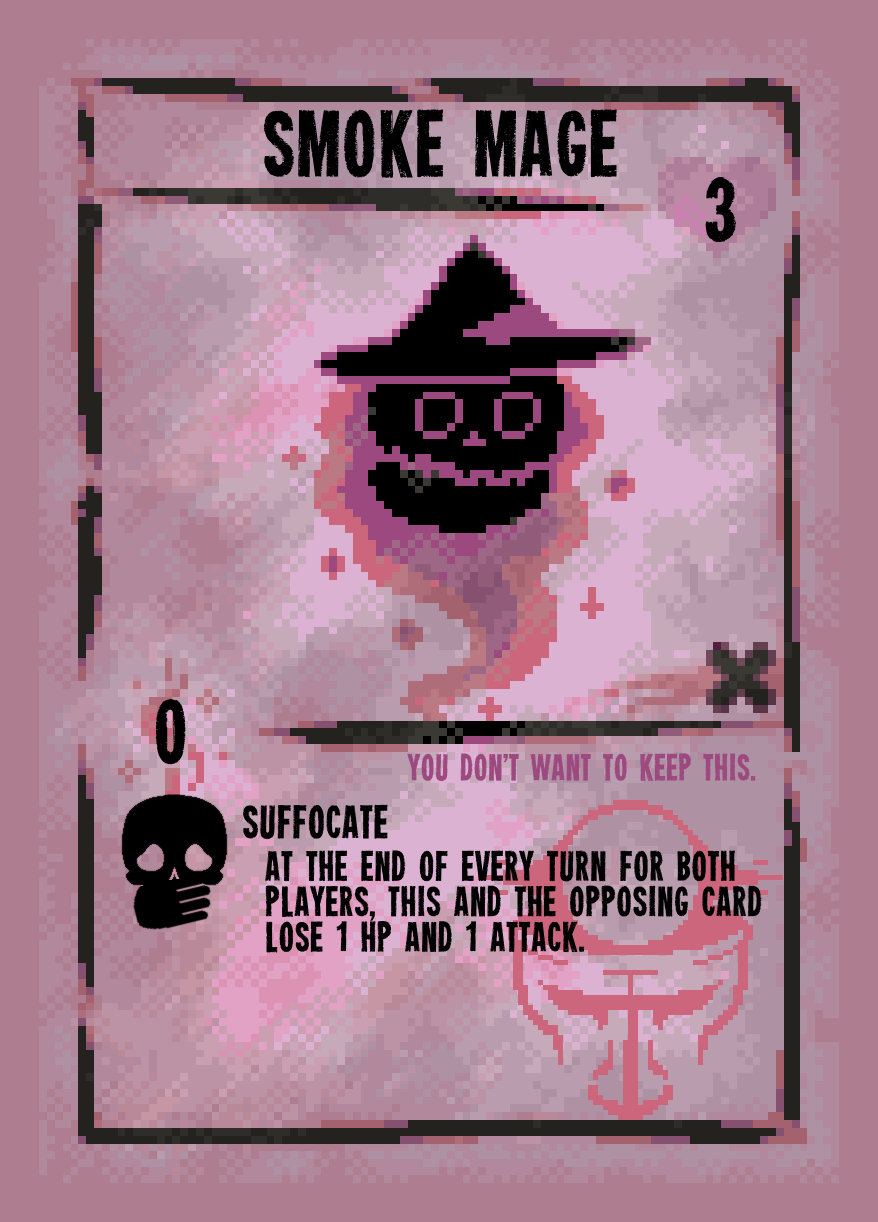 SMOKE MAGE
3
0
YOU DON'T WANT TO KEEP THIS.
SUFFOCATE
AT THE END OF EVERY TURN FOR BOTH
PLAYERS, THIS AND THE OPPOSING CARD
LOSE 1 HP AND 1 ATTACK.